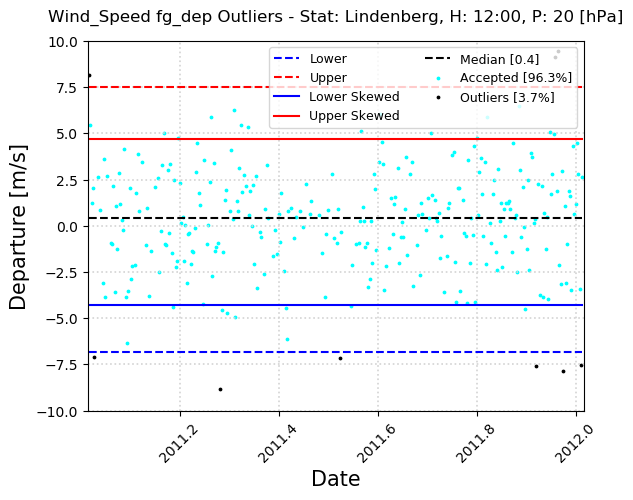 Wind_Speed fg_dep Outliers - Stat: Lindenberg, H: 12:00, P: 20 [hPa]
10.0
7.5
5.0
2.5
0.0
−2.5
−5.0
−7.5
−10.0
Departure [m/s]
Lower
Upper
Lower Skewed
Upper Skewed
Median [0.4]
Accepted [96.3%]
Outliers [3.7%]
2011.2
2011.4
2011.6
2011.8
2012.0
Date